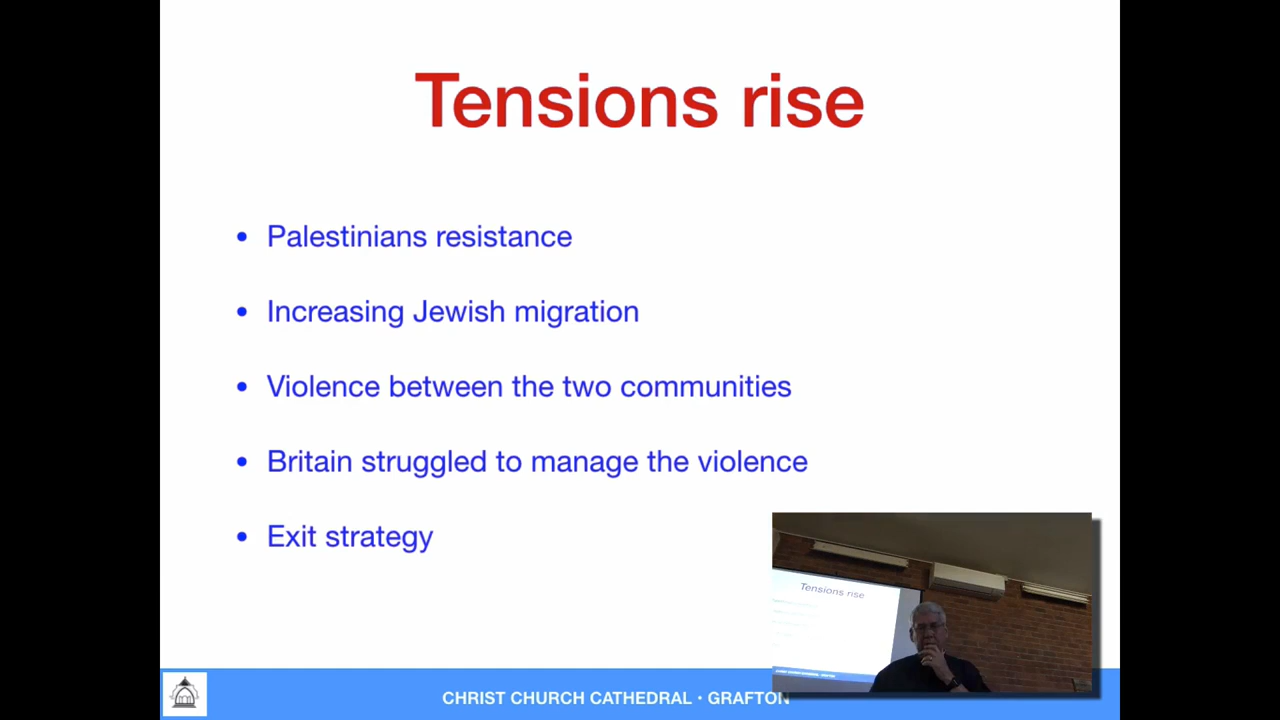 Tensions rise
• Palestinians resistance
• Increasing Jewish migration
• Violence between the two communities
• Britain struggled to manage the violence
• Exit strategy
Tensions rise
CHRIST CHURCH CATHEDRAL • GRAFTON